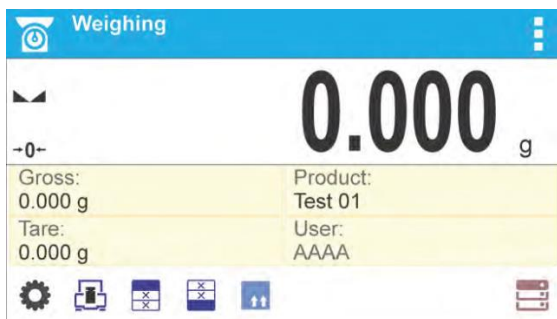 Weighing
0.000 g
→0←
Gross:
0.000 g
Product:
Test 01
Tare:
0.000 g
User:
AAAA